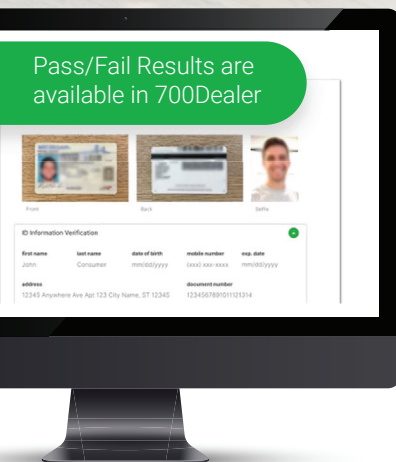 Pass/Fail Results are
available in 700Dealer
Front Back Selfie
ID Information Verification
first name last name date of birth mobile number exp. date
John Consumer mm/dd/yyyy (xxx) xxx-xxxx mm/dd/yyyy
address document number
12345 Anywhere Ave Apt 123 City Name, ST 12345 1234567891011121314